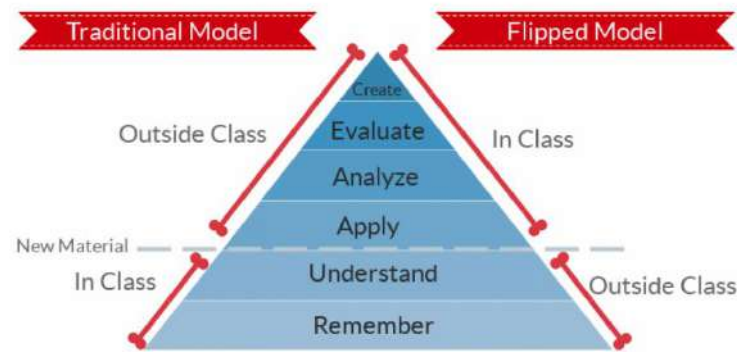 Traditional Model
Flipped Model
Create
Outside Class
Evaluate
In Class
Analyze
Apply
New Material
In Class
Understand
Outside Class
Remember